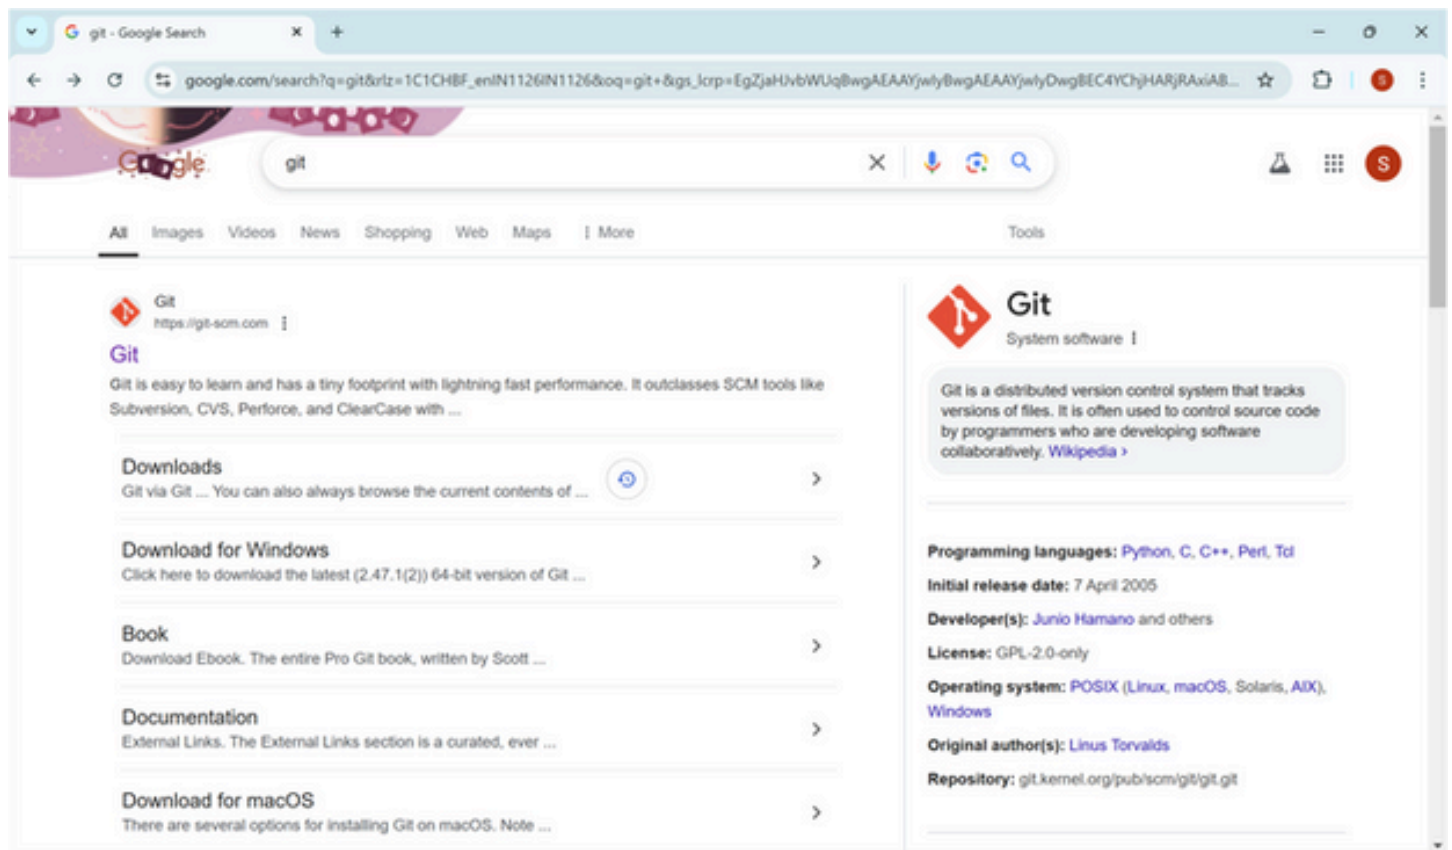 git - Google Search
google.com/search?q=git&rlz=1C1CHBF_enIN1126IN1126&oq=git+&gs_lcrp=EgZjaHJvbWUqBwgAEAAYjwIyBwgAEAAYjwIyDwgBEC4YChjHARjRAxiAB...
S
Google
git
S
All Images Videos News Shopping Web Maps More
Tools
Git
https://git-scm.com
Git
Git is easy to learn and has a tiny footprint with lightning fast performance. It outclasses SCM tools like
Subversion, CVS, Perforce, and ClearCase with ...
Downloads
Git via Git ... You can also always browse the current contents of ...
Download for Windows
Click here to download the latest (2.47.1(2)) 64-bit version of Git ...
Book
Download Ebook. The entire Pro Git book, written by Scott ...
Documentation
External Links. The External Links section is a curated, ever ...
Download for macOS
There are several options for installing Git on macOS. Note ...
Git
System software
Git is a distributed version control system that tracks
versions of files. It is often used to control source code
by programmers who are developing software
collaboratively. Wikipedia ›
Programming languages: Python, C, C++, Perl, Tcl
Initial release date: 7 April 2005
Developer(s): Junio Hamano and others
License: GPL-2.0-only
Operating system: POSIX (Linux, macOS, Solaris, AIX),
Windows
Original author(s): Linus Torvalds
Repository: git.kernel.org/pub/scm/git/git.git